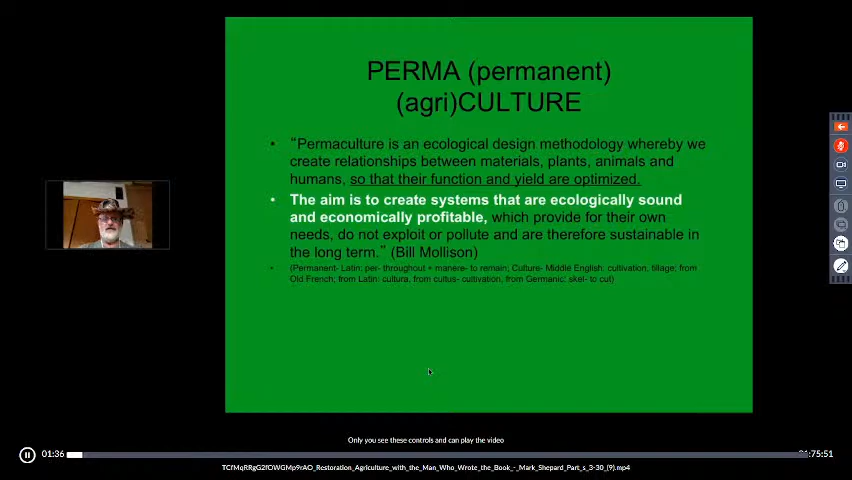 PERMA (permanent)
(agri)CULTURE
• “Permaculture is an ecological design methodology whereby we
create relationships between materials, plants, animals and
humans, so that their function and yield are optimized.
• The aim is to create systems that are ecologically sound
and economically profitable, which provide for their own
needs, do not exploit or pollute and are therefore sustainable in
the long term.” (Bill Mollison)
• (Permanent- Latin: per- throughout + manere- to remain; Culture- Middle English: cultivation, tillage; from
Old French; from Latin: cultura, from cultus- cultivation, from Germanic: skel- to cut)
Only you see these controls and can play the video
01:36
:75:51
TCfMqRRgG2fOWGMp9rAO_Restoration_Agriculture_with_the_Man_Who_Wrote_the_Book_-_Mark_Shepard_Part_s_3-30_(9).mp4